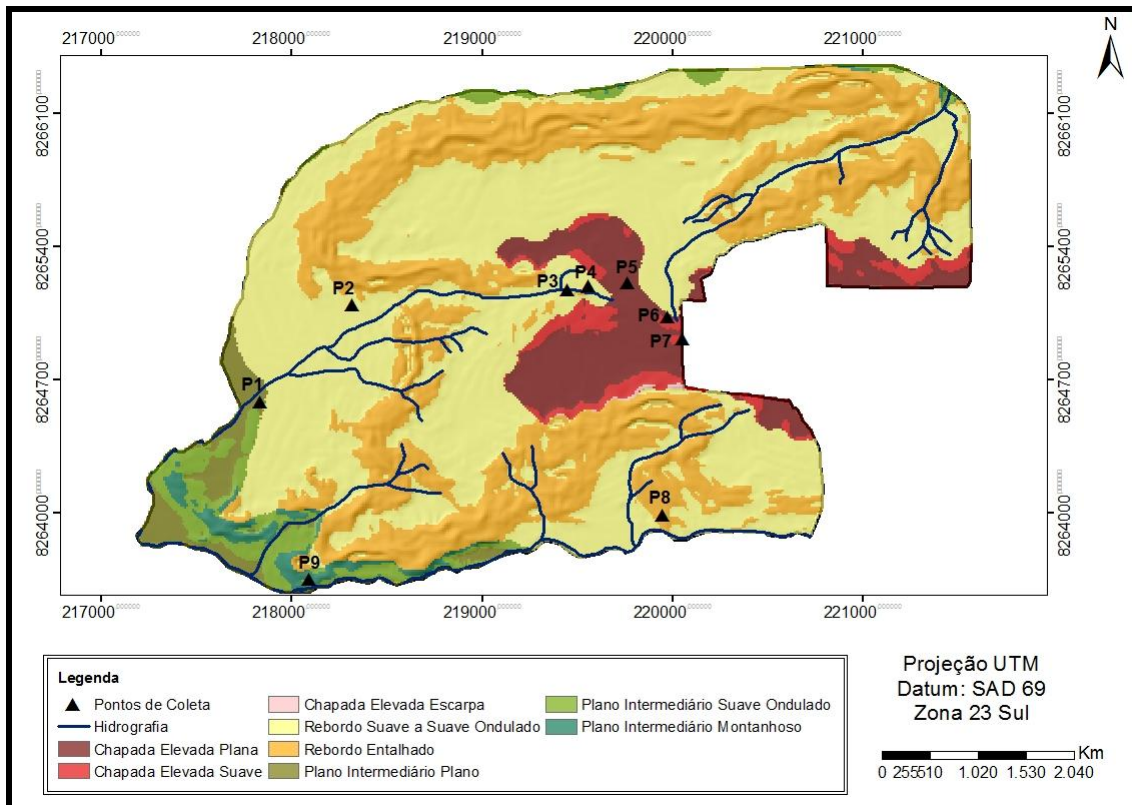 N
217000 218000 219000 220000 221000
8266100 8266100
8265400 8265400
8264700 8264700
8264000 8264000
P2
P3
P4
P5
P6
P7
P1
P8
P9
217000 218000 219000 220000 221000
Legenda
Pontos de Coleta
Hidrografia
Chapada Elevada Plana
Chapada Elevada Suave
Chapada Elevada Escarpa
Rebordo Suave a Suave Ondulado
Rebordo Entalhado
Plano Intermediário Plano
Plano Intermediário Suave Ondulado
Plano Intermediário Montanhoso
Projeção UTM
Datum: SAD 69
Zona 23 Sul
Km
0 255510 1.020 1.530 2.040